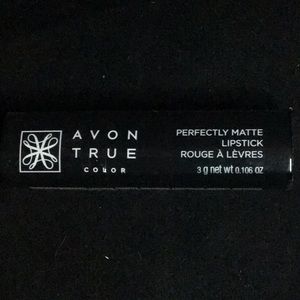 AVON
TRUE
COLOR
PERFECTLY MATTE
LIPSTICK
ROUGE À LÈVRES
3 g net wt 0.106 OZ